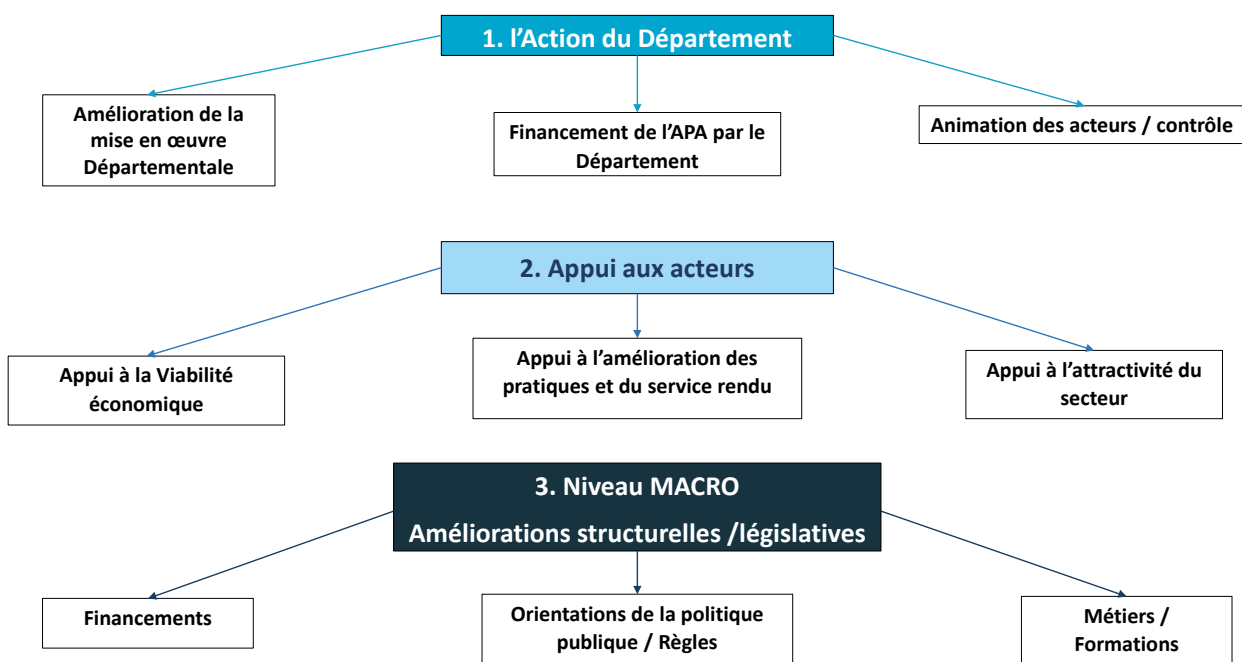 1. l'Action du Département
Amélioration de la
mise en œuvre
Départementale
Financement de l'APA par le
Département
Animation des acteurs / contrôle
2. Appui aux acteurs
Appui à la Viabilité
économique
Appui à l'amélioration des
pratiques et du service rendu
Appui à l'attractivité du
secteur
3. Niveau MACRO
Améliorations structurelles /législatives
Financements
Orientations de la politique
publique / Règles
Métiers /
Formations